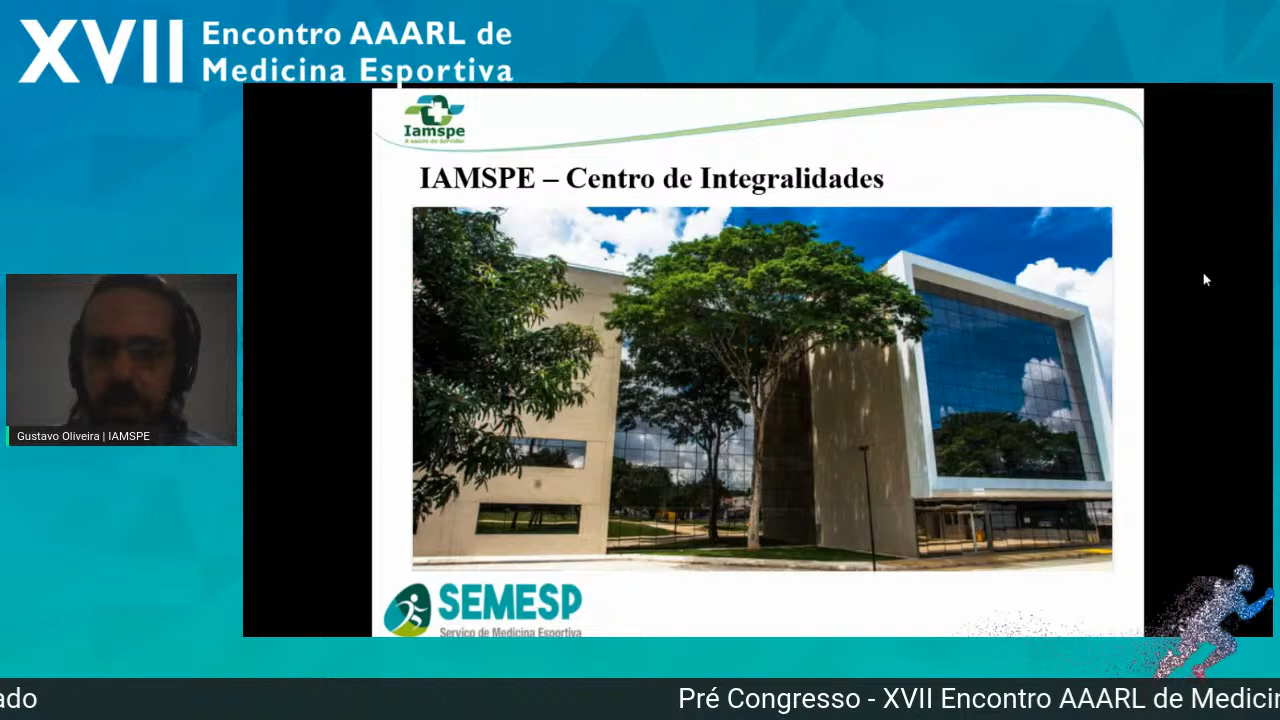 XVII
Encontro AAARL de
Medicina Esportiva
Iamspe
A saúde do Servidor
IAMSPE – Centro de Integralidades
Gustavo Oliveira | IAMSPE
SEMESP
Serviço de Medicina Esportiva
ado
Pré Congresso - XVII Encontro AAARL de Medicin